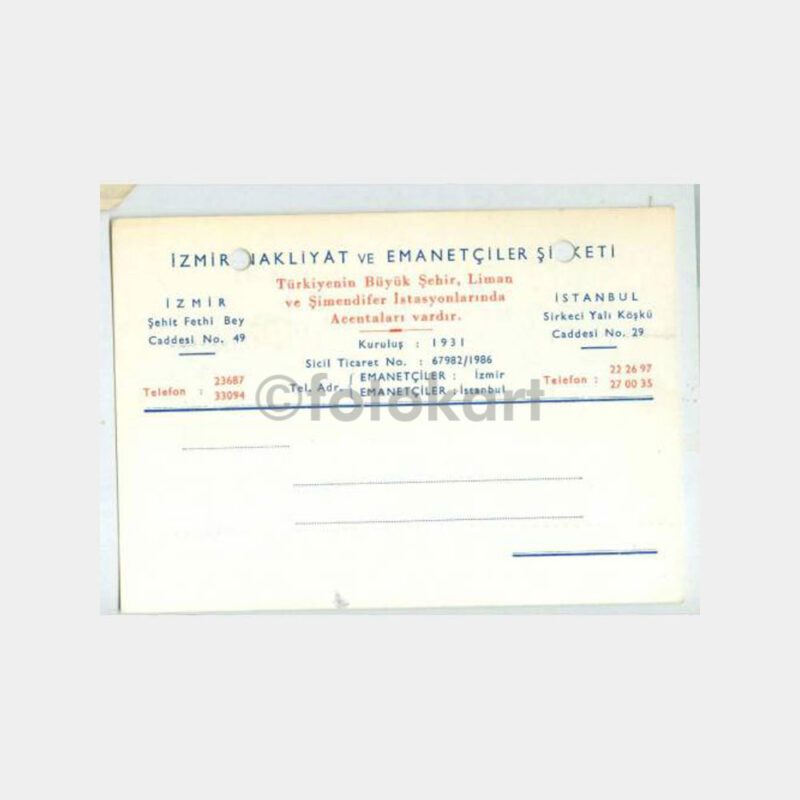 İZMİR NAKLİYAT VE EMANETÇİLER ŞİRKETİ
Türkiyenin Büyük Şehir, Liman
ve Şimendifer İstasyonlarında
Acentaları vardır.
İZMİR
Şehit Fethi Bey
Caddesi No. 49
İSTANBUL
Sirkeci Yalı Köşkü
Caddesi No. 29
Kuruluş : 1931
Sicil Ticaret No. : 67982/1986
Tel. Adr. EMANETÇİLER : İzmir
EMANETÇİLER : İstanbul
Telefon : 23687
33094
Telefon : 22 26 97
27 00 35
©fotokart